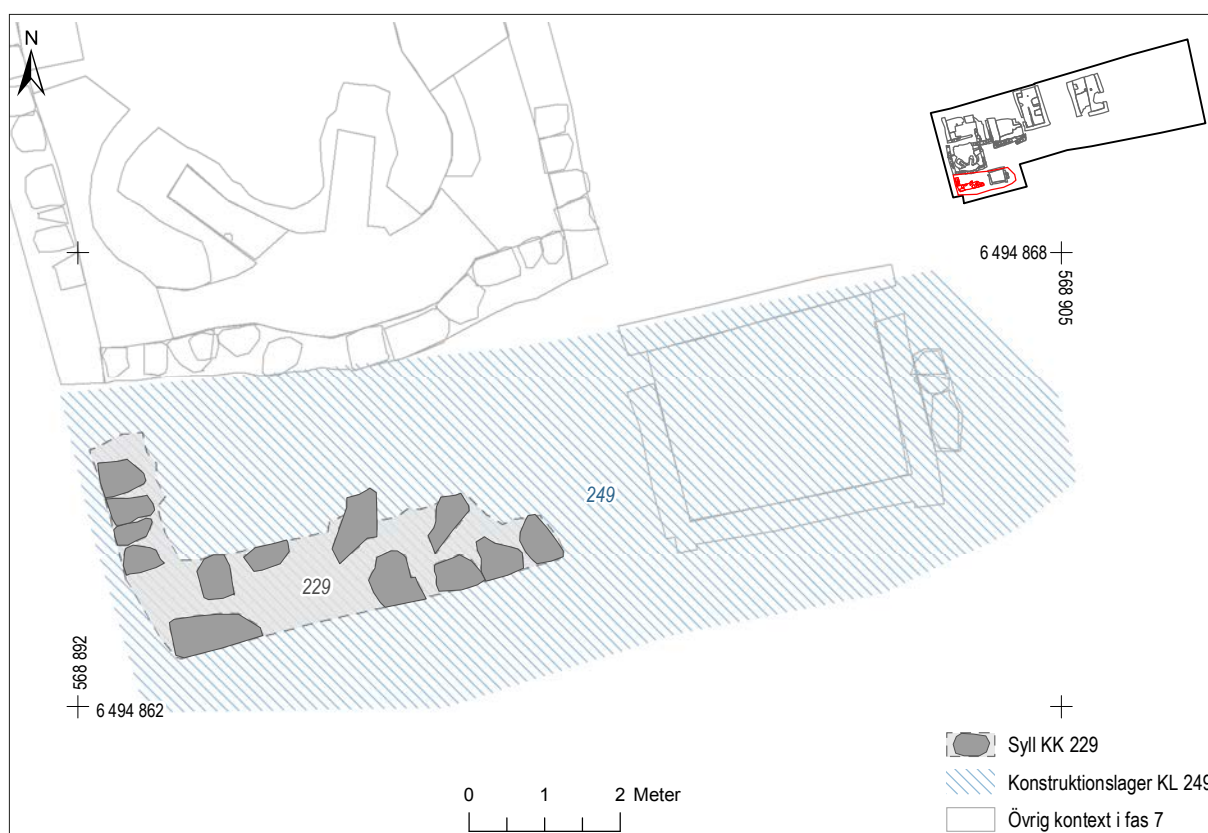 N
6 494 868
568 905
249
229
568 892
6 494 862
0 1 2 Meter
Syll KK 229
Konstruktionslager KL 249
Övrig kontext i fas 7